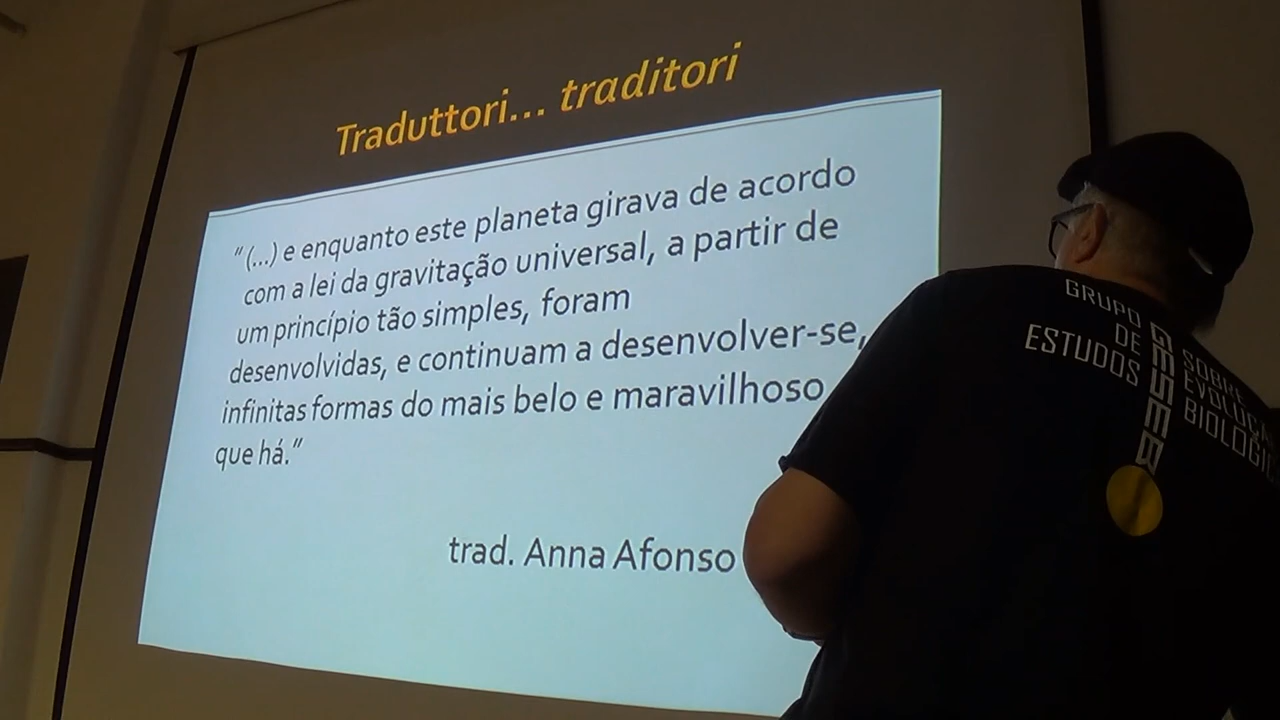 Traduttori... traditori
“(...) e enquanto este planeta girava de acordo
com a lei da gravitação universal, a partir de
um princípio tão simples, foram
desenvolvidas, e continuam a desenvolver-se,
infinitas formas do mais belo e maravilhoso
que há.”
trad. Anna Afonso
GRUPO
DE
ESTUDOS
GESEB
SOBRE